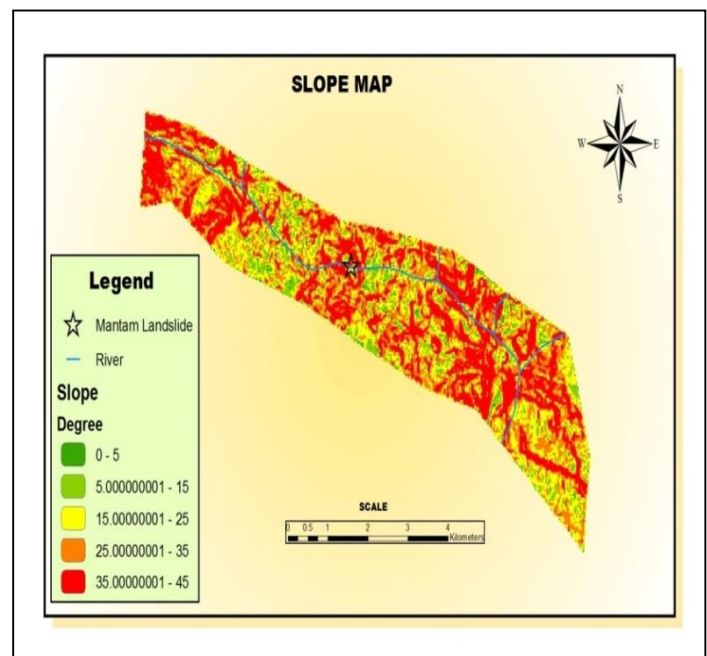 SLOPE MAP
N
W E
S
Legend
Mantam Landslide
River
Slope
Degree
0 - 5
5.000000001 - 15
15.00000001 - 25
25.00000001 - 35
35.00000001 - 45
SCALE
0 0.5 1 2 3 4
Kilometers